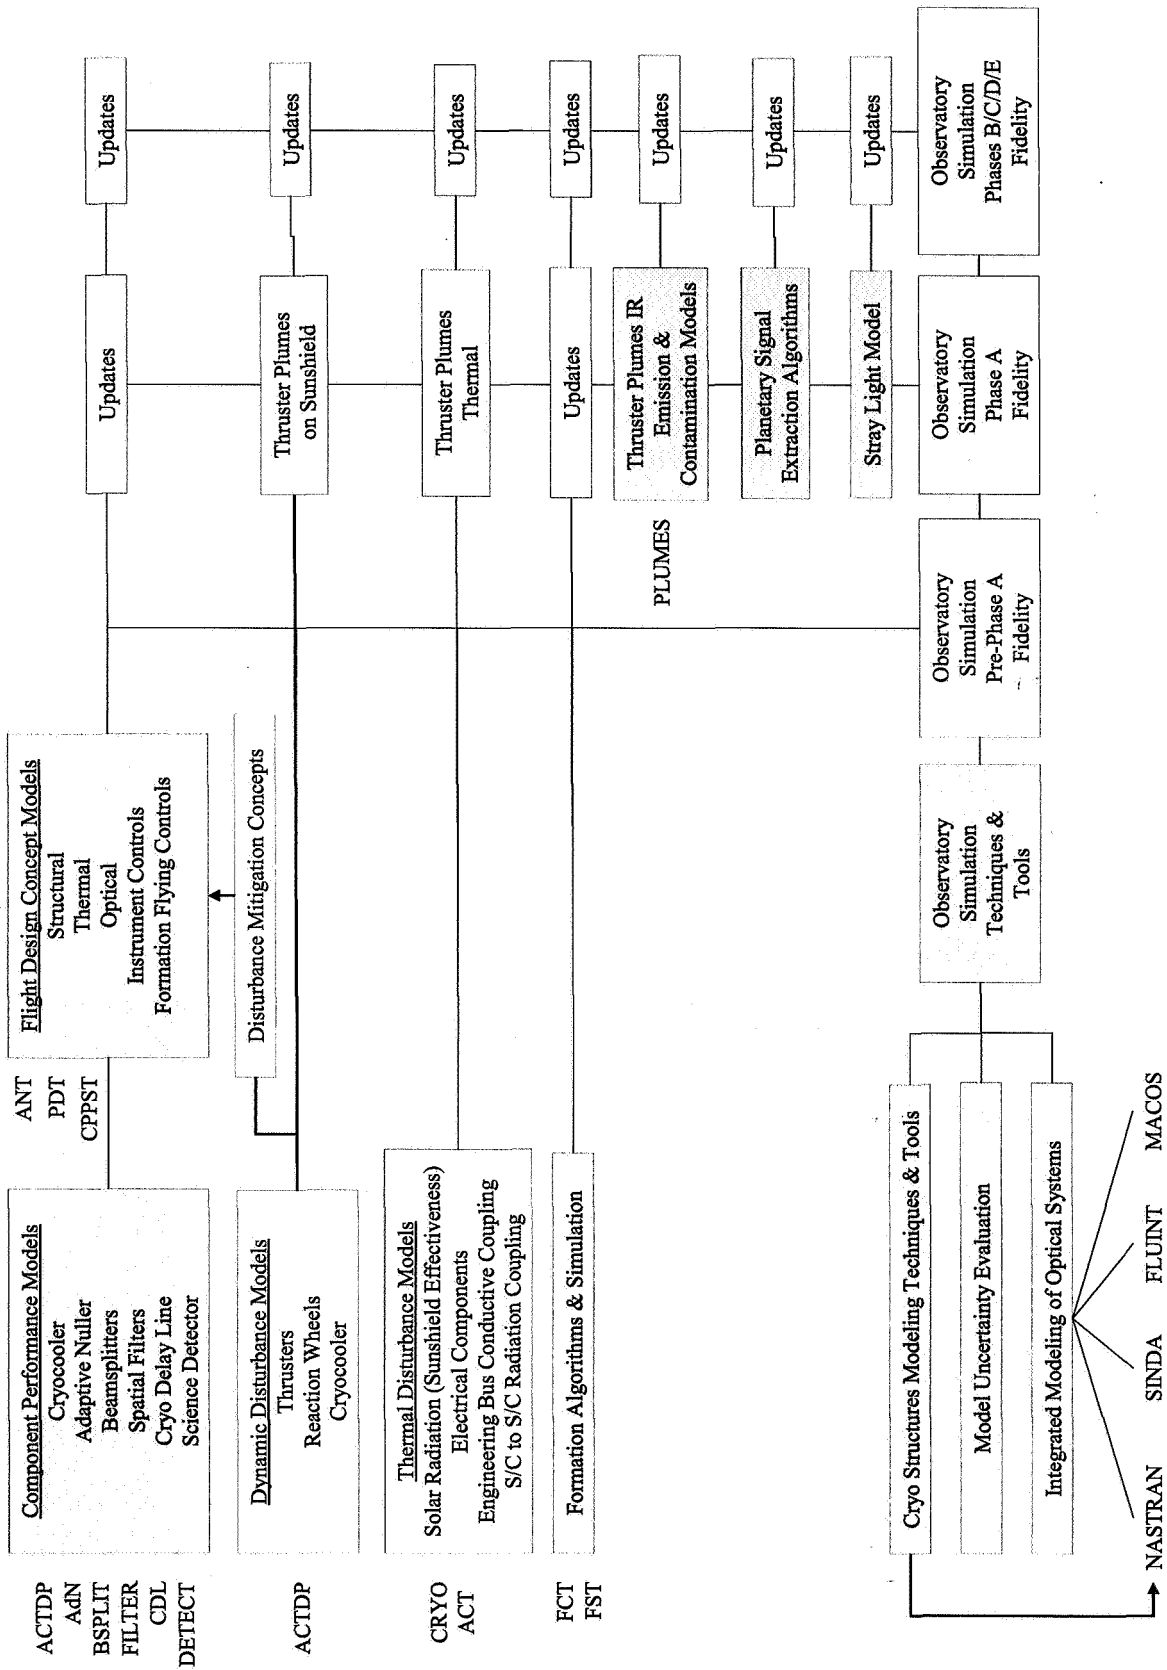 ACTDP
AdN
BSPLIT
FILTER
CDL
DETECT
Component Performance Models
Cryocooler
Adaptive Nuller
Beamsplitters
Spatial Filters
Cryo Delay Line
Science Detector
ANT
PDT
CPPST
Flight Design Concept Models
Structural
Thermal
Optical
Instrument Controls
Formation Flying Controls
Updates
Updates
ACTDP
Dynamic Disturbance Models
Thrusters
Reaction Wheels
Cryocooler
Disturbance Mitigation Concepts
Thruster Plumes
on Sunshield
Updates
CRYO
ACT
Thermal Disturbance Models
Solar Radiation (Sunshield Effectiveness)
Electrical Components
Engineering Bus Conductive Coupling
S/C to S/C Radiation Coupling
Thruster Plumes
Thermal
Updates
FCT
FST
Formation Algorithms & Simulation
Updates
Updates
PLUMES
Thruster Plumes IR
Emission &
Contamination Models
Updates
Planetary Signal
Extraction Algorithms
Updates
Stray Light Model
Updates
Cryo Structures Modeling Techniques & Tools
Model Uncertainty Evaluation
Integrated Modeling of Optical Systems
Observatory
Simulation
Techniques &
Tools
Observatory
Simulation
Pre-Phase A
Fidelity
Observatory
Simulation
Phase A
Fidelity
Observatory
Simulation
Phases B/C/D/E
Fidelity
NASTRAN
SINDA
FLUINT
MACOS